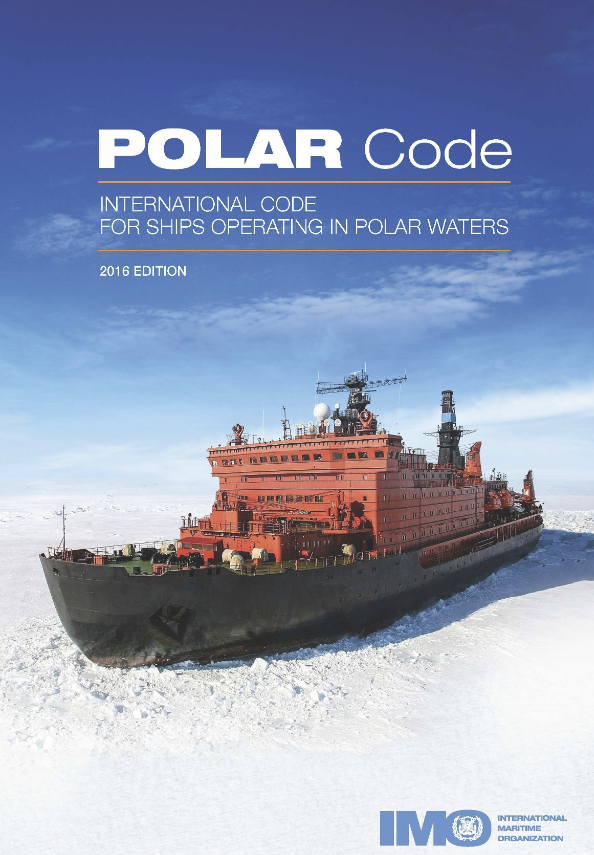 POLAR Code
INTERNATIONAL CODE
FOR SHIPS OPERATING IN POLAR WATERS
2016 EDITION
IMO
INTERNATIONAL
MARITIME
ORGANIZATION